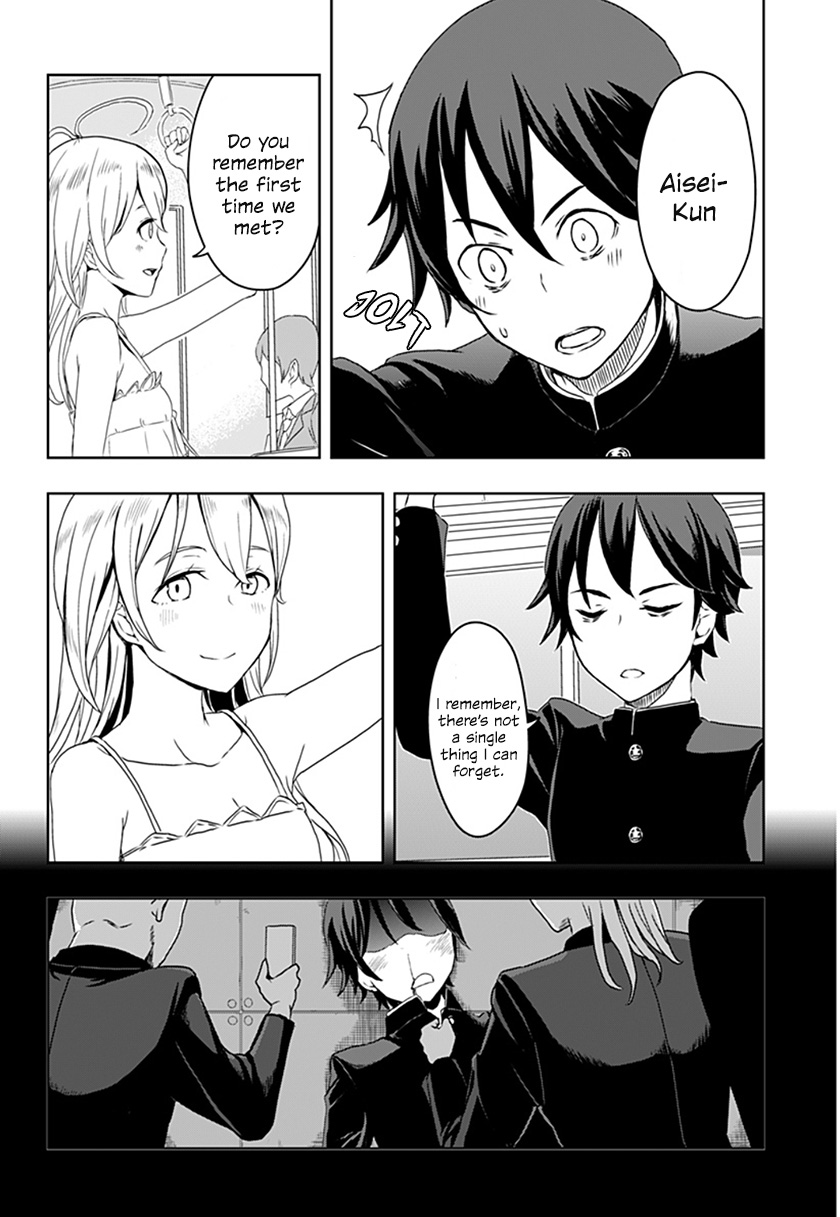 Aisei-
Kun
JOLT
Do you
remember
the first
time we
met?
I remember,
there's not
a single
thing I can
forget.